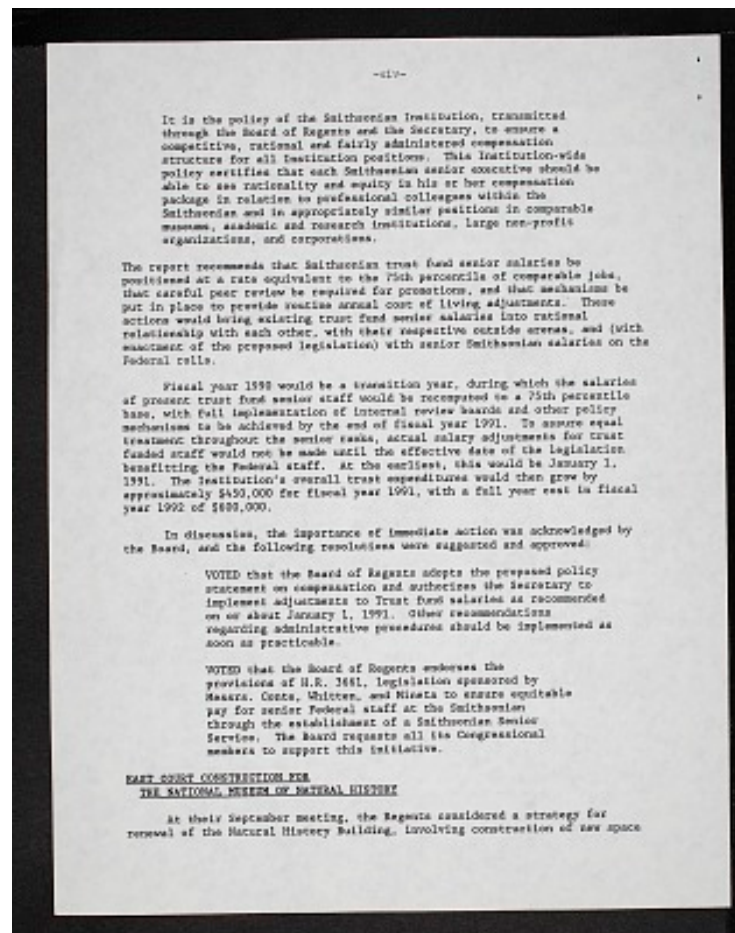 -xiv-
It is the policy of the Smithsonian Institution, transmitted
through the Board of Regents and the Secretary, to ensure a
competitive, rational and fairly administered compensation
structure for all Institution positions. This Institution-wide
policy certifies that each Smithsonian senior executive should be
able to see rationality and equity in his or her compensation
package in relation to professional colleagues within the
Smithsonian and in appropriately similar positions in comparable
museums, academic and research institutions, large non-profit
organizations, and corporations.
The report recommends that Smithsonian trust fund senior salaries be
positioned at a rate equivalent to the 75th percentile of comparable jobs,
that careful peer review be required for promotions, and that mechanisms be
put in place to provide routine annual cost of living adjustments. These
actions would bring existing trust fund senior salaries into rational
relationship with each other, with their respective outside arenas, and (with
enactment of the proposed legislation) with senior Smithsonian salaries on the
Federal rolls.
Fiscal year 1990 would be a transition year, during which the salaries
of present trust fund senior staff would be recomputed to a 75th percentile
base, with full implementation of internal review boards and other policy
mechanisms to be achieved by the end of fiscal year 1991. To assure equal
treatment throughout the senior ranks, actual salary adjustments for trust
funded staff would not be made until the effective date of the legislation
benefitting the Federal staff. At the earliest, this would be January 1,
1991. The Institution's overall trust expenditures would then grow by
approximately $450,000 for fiscal year 1991, with a full year cost in fiscal
year 1992 of $600,000.
In discussion, the importance of immediate action was acknowledged by
the Board, and the following resolutions were suggested and approved:
VOTED that the Board of Regents adopts the proposed policy
statement on compensation and authorizes the Secretary to
implement adjustments to Trust fund salaries as recommended
on or about January 1, 1991. Other recommendations
regarding administrative procedures should be implemented as
soon as practicable.
VOTED that the Board of Regents endorses the
provisions of H.R. 3661, legislation sponsored by
Messrs. Conte, Whitten, and Mineta to ensure equitable
pay for senior Federal staff at the Smithsonian
through the establishment of a Smithsonian Senior
Service. The Board requests all its Congressional
members to support this initiative.
EAST COURT CONSTRUCTION FOR
THE NATIONAL MUSEUM OF NATURAL HISTORY
At their September meeting, the Regents considered a strategy for
renewal of the Natural History Building, involving construction of new space